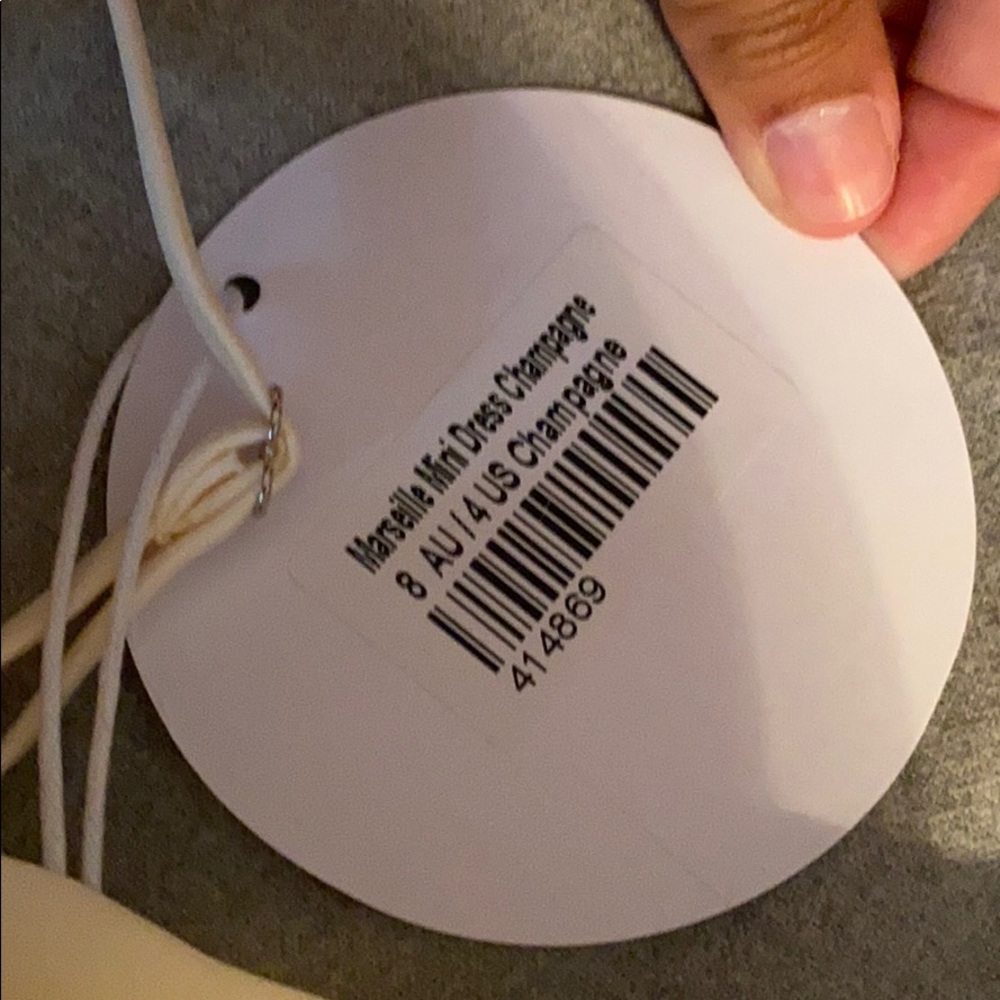 Marseille Mini Dress Champagne
8 AU / 4 US Champagne
414869